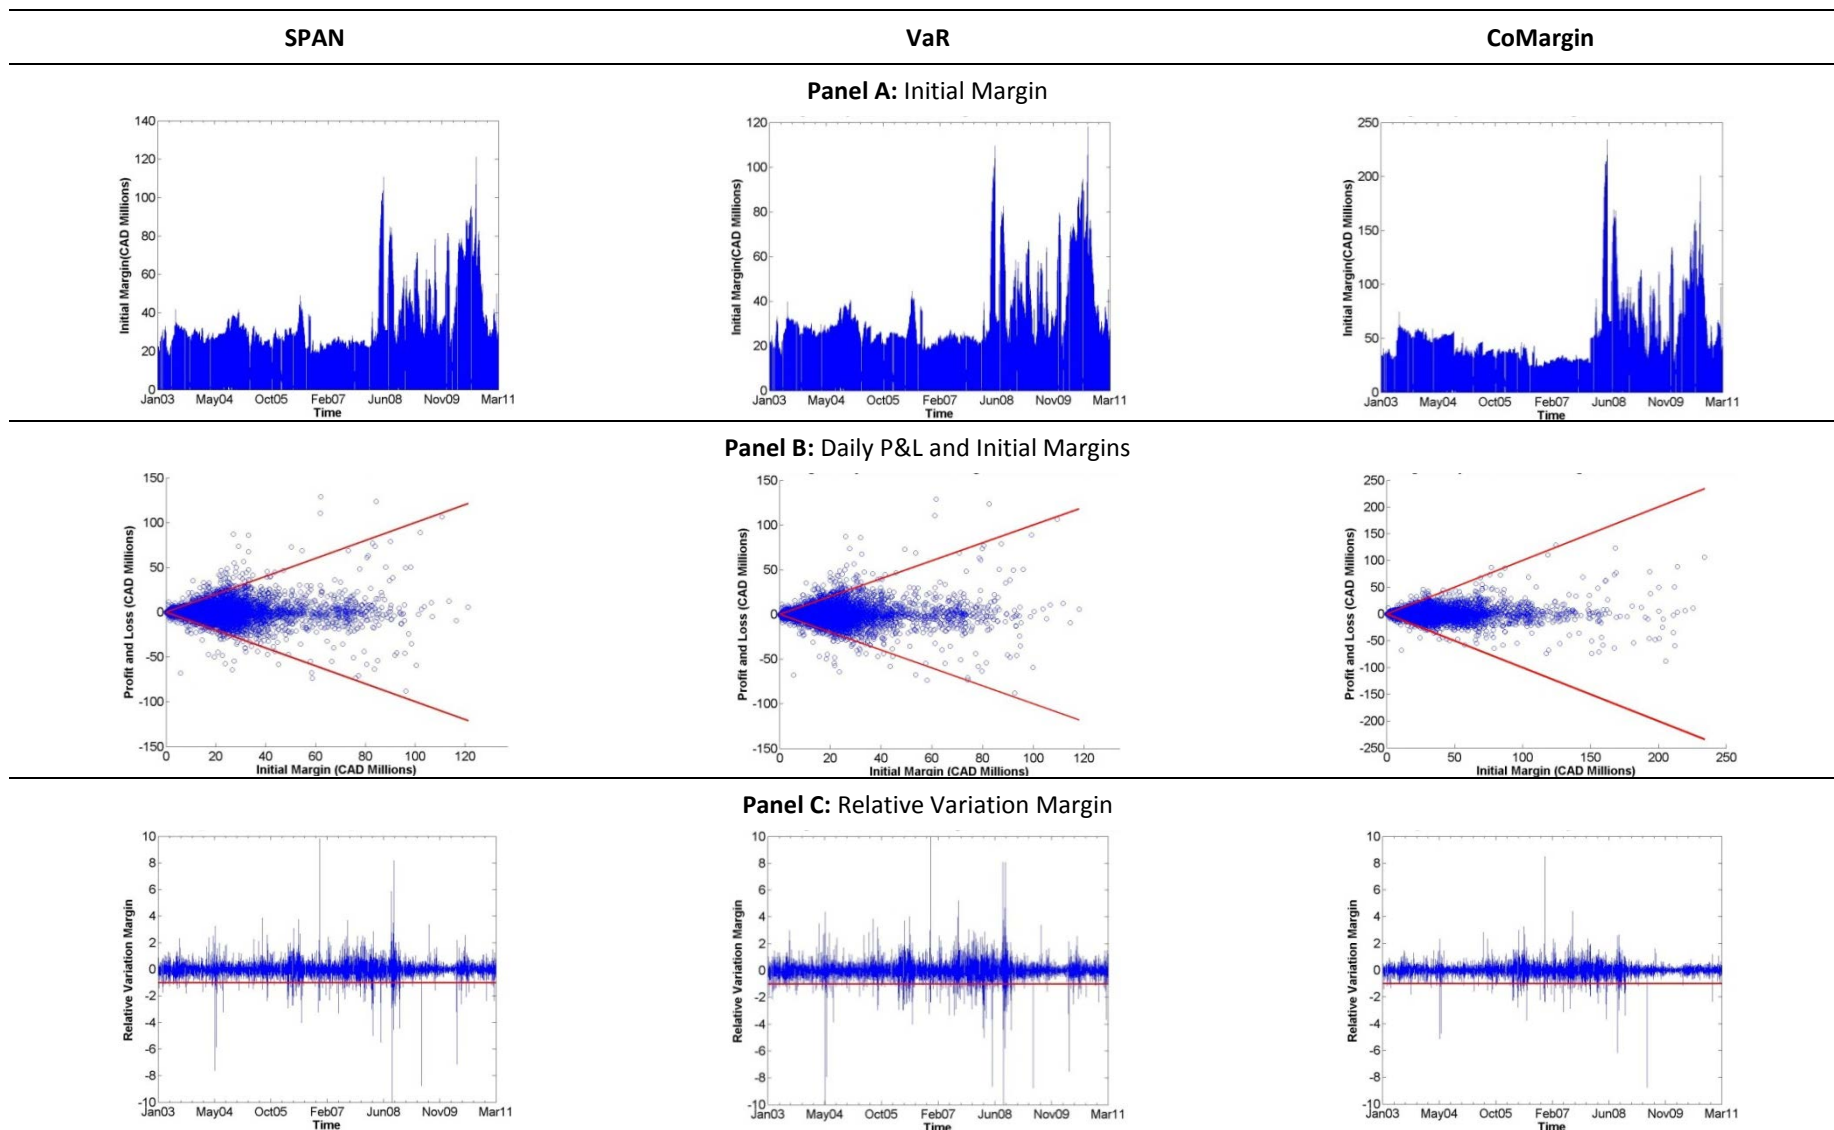 SPAN VaR CoMargin
Panel A: Initial Margin
140
120
100
80
60
40
20
0
Initial Margin(CAD Millions)
Jan03 May04 Oct05 Feb07 Jun08 Nov09 Mar11
Time
120
100
80
60
40
20
0
Initial Margin(CAD Millions)
Jan03 May04 Oct05 Feb07 Jun08 Nov09 Mar11
Time
250
200
150
100
50
0
Initial Margin(CAD Millions)
Jan03 May04 Oct05 Feb07 Jun08 Nov09 Mar11
Time
Panel B: Daily P&L and Initial Margins
150
100
50
0
-50
-100
-150
Profit and Loss (CAD Millions)
0 20 40 60 80 100 120
Initial Margin (CAD Millions)
150
100
50
0
-50
-100
-150
Profit and Loss (CAD Millions)
0 20 40 60 80 100 120
Initial Margin (CAD Millions)
250
200
150
100
50
0
-50
-100
-150
-200
-250
Profit and Loss (CAD Millions)
0 50 100 150 200 250
Initial Margin (CAD Millions)
Panel C: Relative Variation Margin
10
8
6
4
2
0
-2
-4
-6
-8
-10
Relative Variation Margin
Jan03 May04 Oct05 Feb07 Jun08 Nov09 Mar11
Time
10
8
6
4
2
0
-2
-4
-6
-8
-10
Relative Variation Margin
Jan03 May04 Oct05 Feb07 Jun08 Nov09 Mar11
Time
10
8
6
4
2
0
-2
-4
-6
-8
-10
Relative Variation Margin
Jan03 May04 Oct05 Feb07 Jun08 Nov09 Mar11
Time